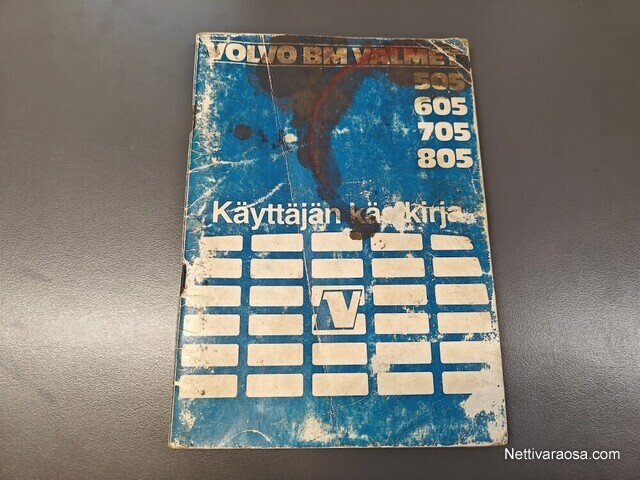 VOLVO BM VALMET
505
605
705
805
Käyttäjän käsikirja
V
Nettivaraosa.com